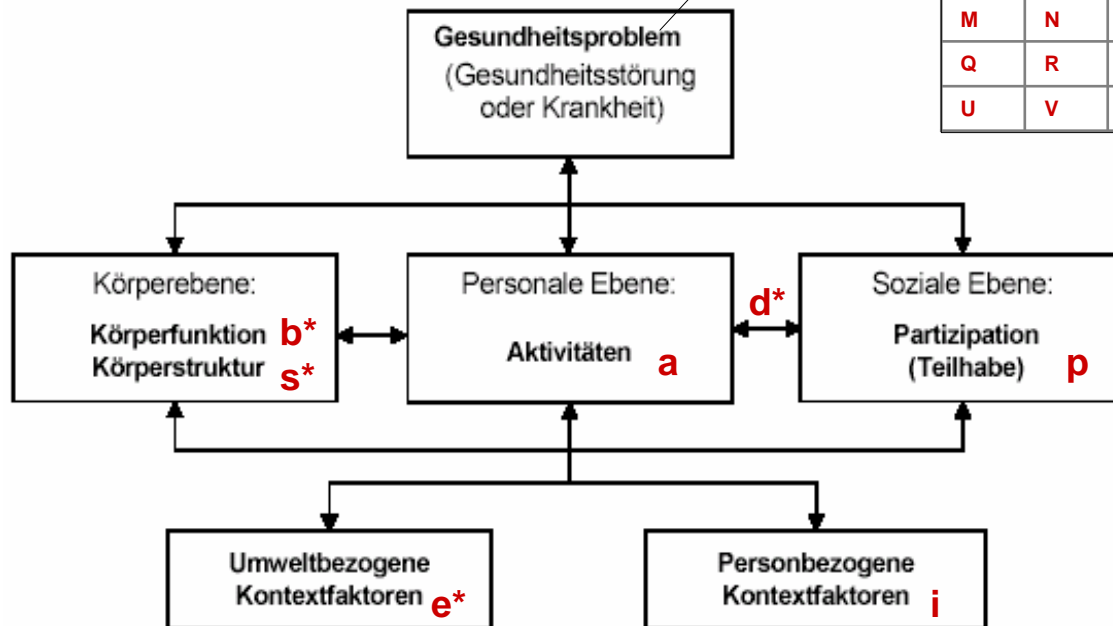 Gesundheitsproblem
(Gesundheitsstörung
oder Krankheit)
M N
Q R
U V
Körperebene:
Körperfunktion b*
Körperstruktur s*
Personale Ebene:
Aktivitäten a
d*
Soziale Ebene:
Partizipation
(Teilhabe) p
Umweltbezogene
Kontextfaktoren e*
Personbezogene
Kontextfaktoren i